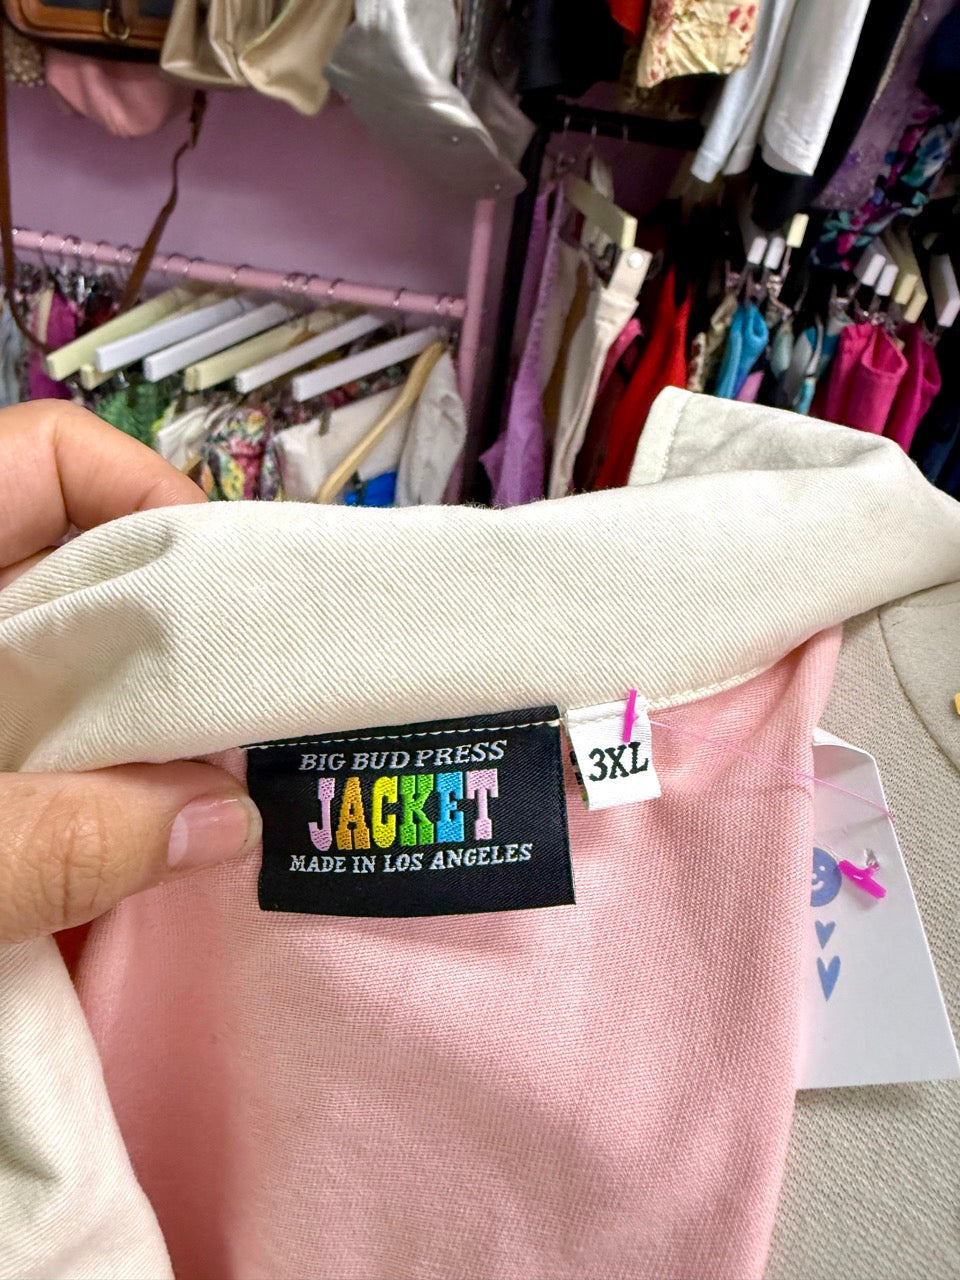 BIG BUD PRESS
JACKET
MADE IN LOS ANGELES
3XL